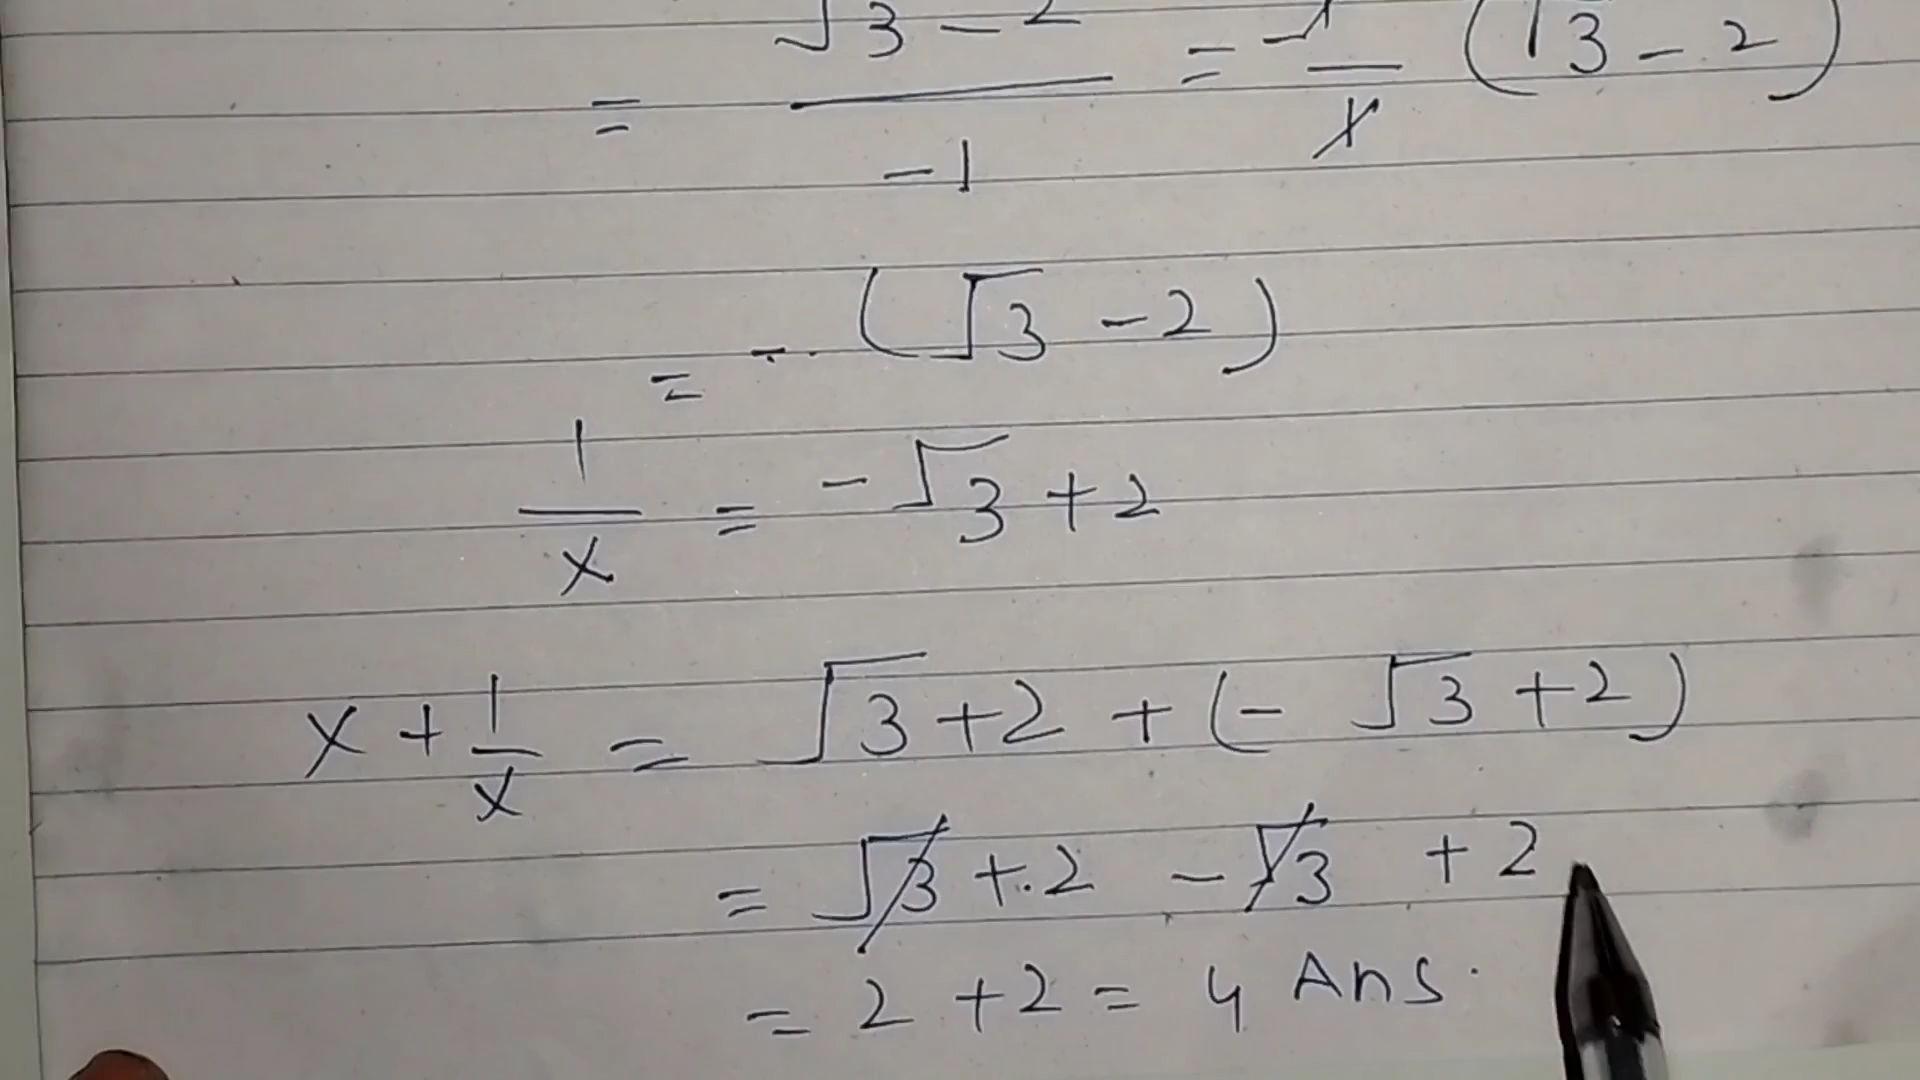 = √3 - 2 / -1 = - 1/1 (√3 - 2)
= - (√3 - 2)
1/x = -√3 + 2
x + 1/x = √3 + 2 + (- √3 + 2)
= √3 + 2 - √3 + 2
= 2 + 2 = 4 Ans.